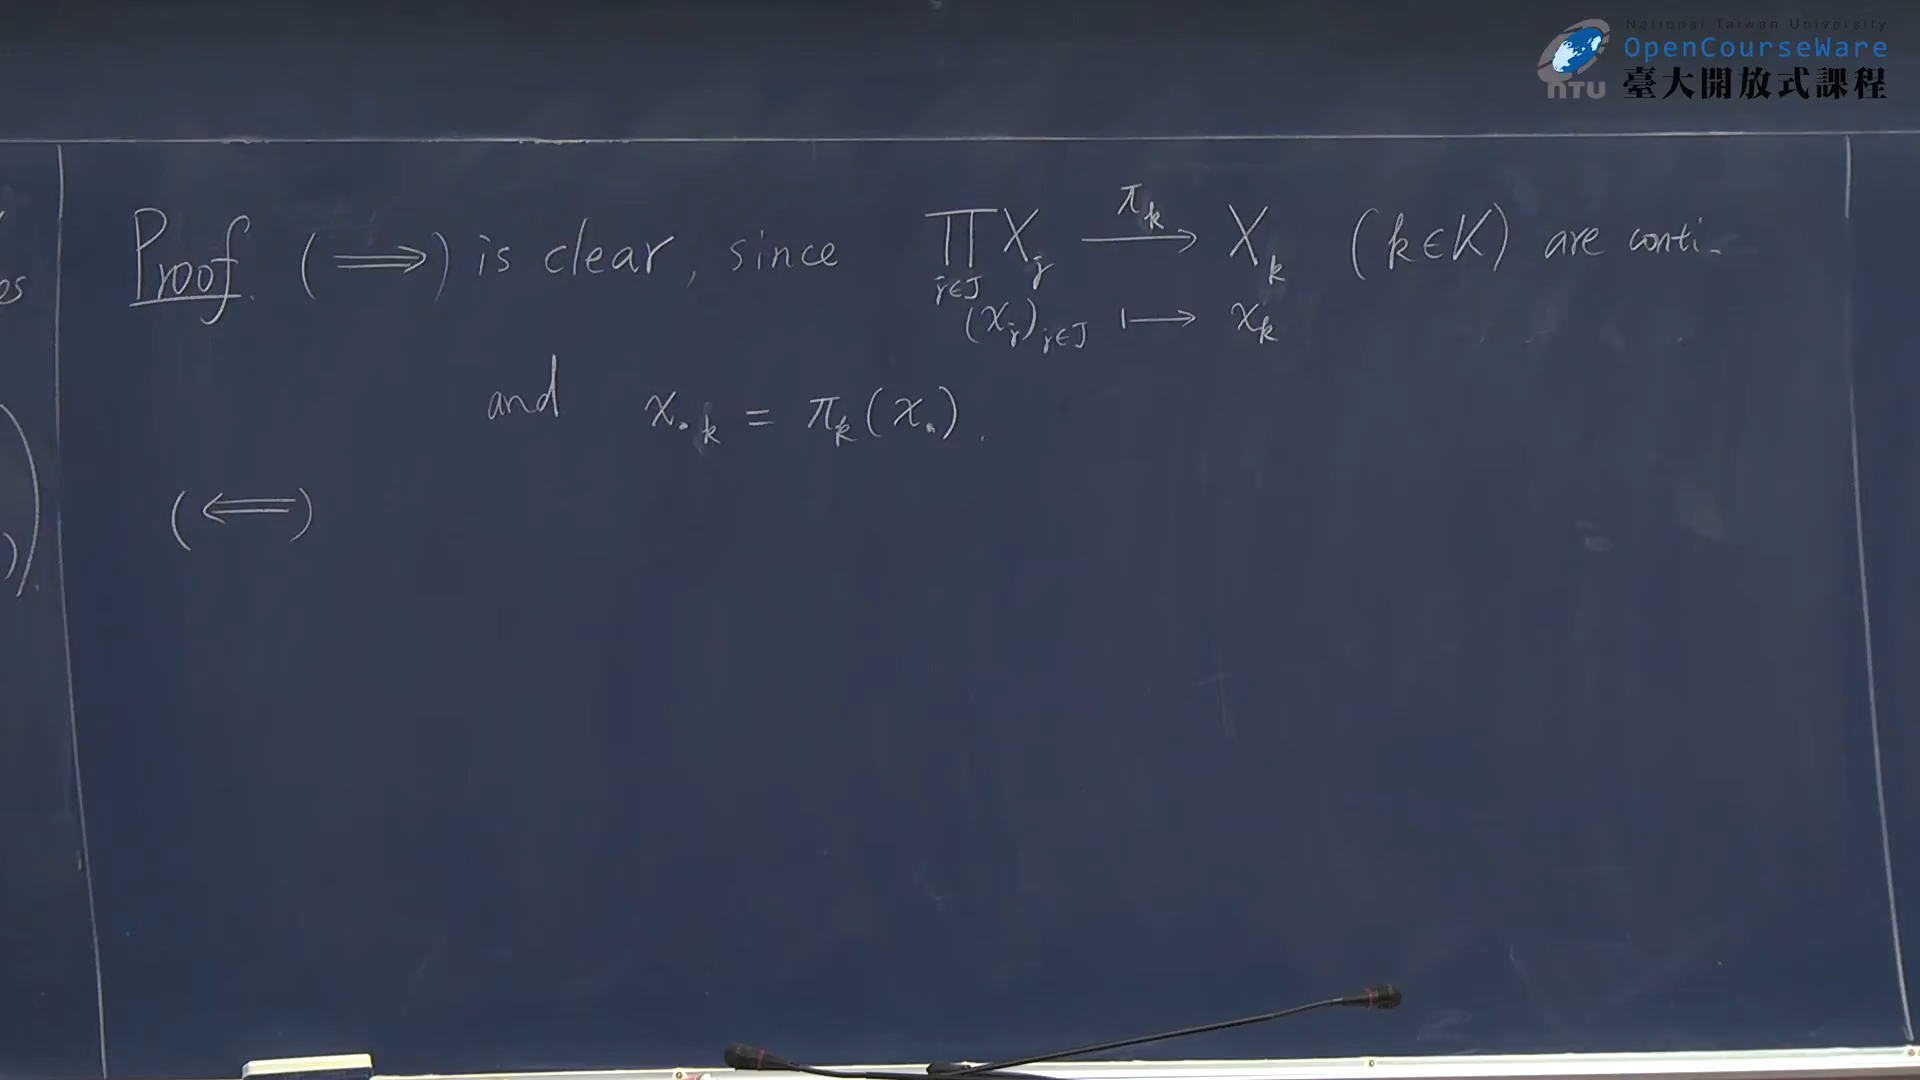 National Taiwan University
OpenCourseWare
臺大開放式課程
NTU
Proof. (⟹) is clear, since ∏_{j∈J} X_j —π_k→ X_k (k∈K) are conti.
(x_j)_{j∈J} ⟼ x_k
and x_{•k} = π_k(x_•).
(⟸)